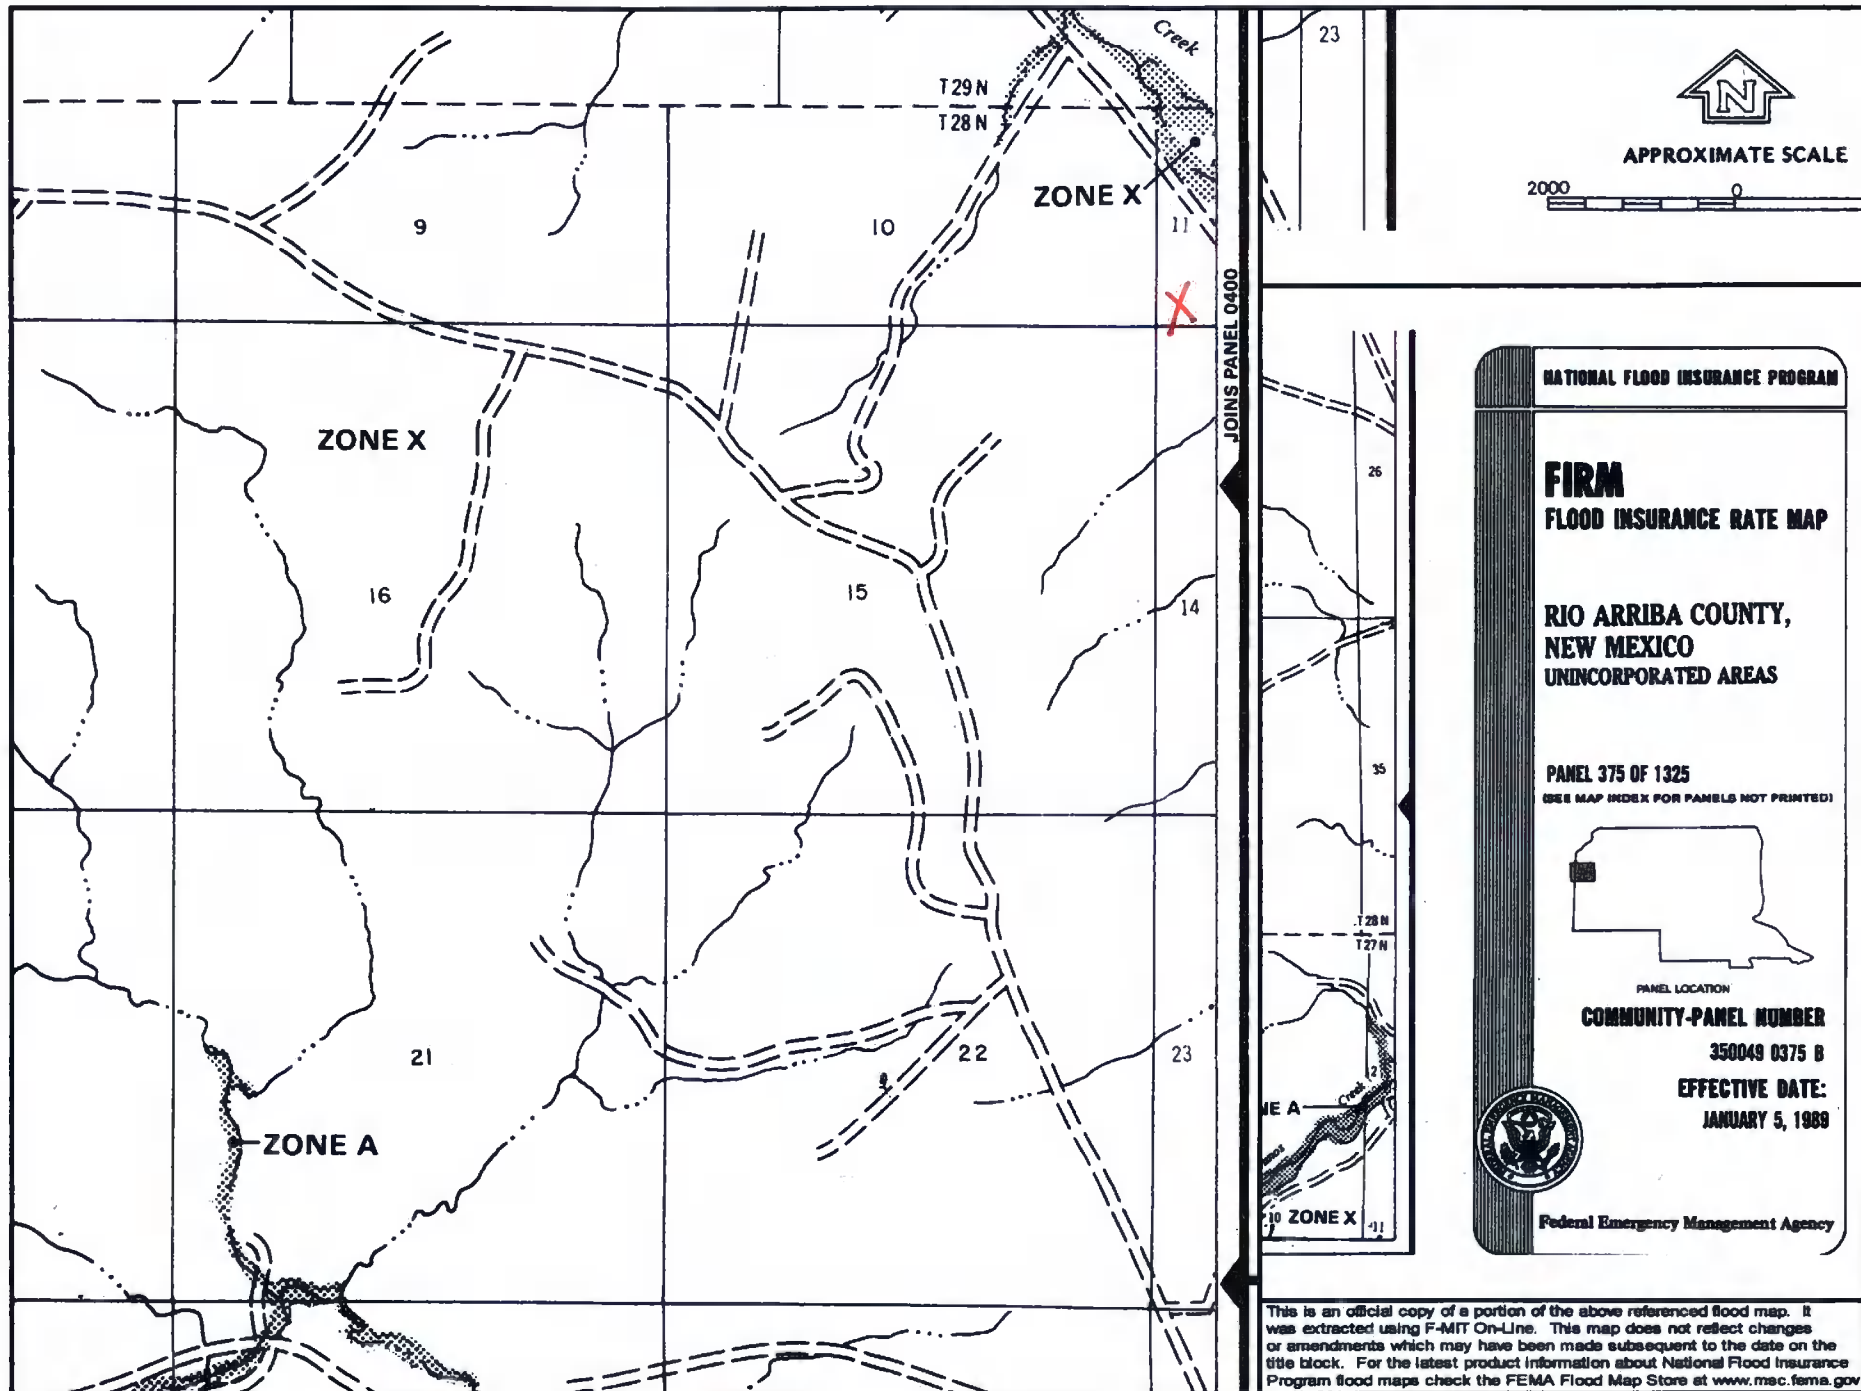 Creek
23
T29N
T28N
APPROXIMATE SCALE
2000 0
ZONE X
9
10
11
X
JOINS PANEL 0400
NATIONAL FLOOD INSURANCE PROGRAM
ZONE X
26
FIRM
FLOOD INSURANCE RATE MAP
16
15
14
RIO ARRIBA COUNTY,
NEW MEXICO
UNINCORPORATED AREAS
35
PANEL 375 OF 1325
(SEE MAP INDEX FOR PANELS NOT PRINTED)
T28N
T27N
PANEL LOCATION
COMMUNITY-PANEL NUMBER
350049 0375 B
EFFECTIVE DATE:
JANUARY 5, 1989
21
22
23
2
Creek
NE A
ZONE A
10 ZONE X 11
Federal Emergency Management Agency
N
This is an official copy of a portion of the above referenced flood map. It
was extracted using F-MIT On-Line. This map does not reflect changes
or amendments which may have been made subsequent to the date on the
title block. For the latest product information about National Flood Insurance
Program flood maps check the FEMA Flood Map Store at www.msc.fema.gov